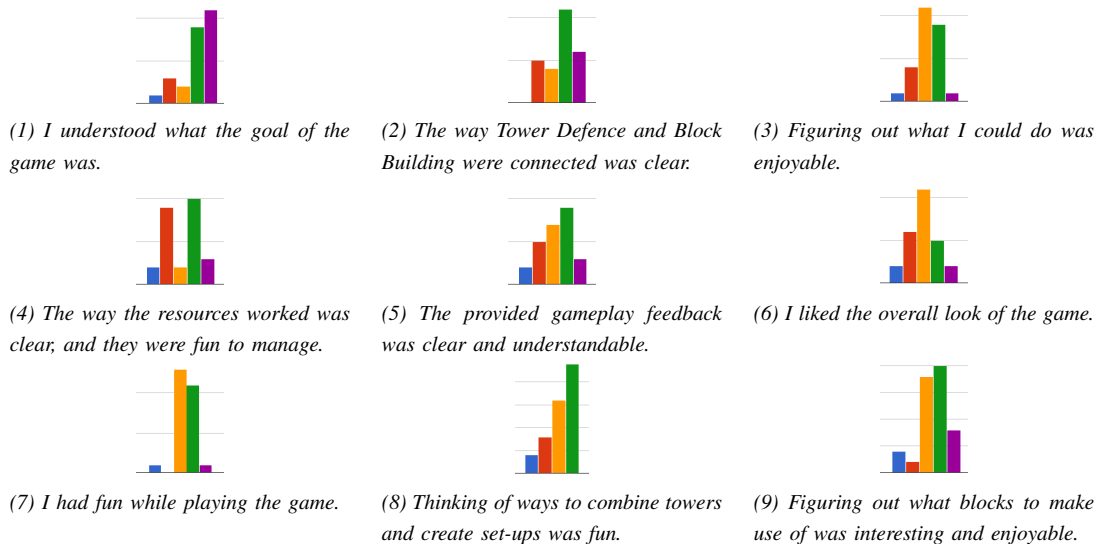 (1) I understood what the goal of the
game was.
(2) The way Tower Defence and Block
Building were connected was clear.
(3) Figuring out what I could do was
enjoyable.
(4) The way the resources worked was
clear, and they were fun to manage.
(5) The provided gameplay feedback
was clear and understandable.
(6) I liked the overall look of the game.
(7) I had fun while playing the game.
(8) Thinking of ways to combine towers
and create set-ups was fun.
(9) Figuring out what blocks to make
use of was interesting and enjoyable.